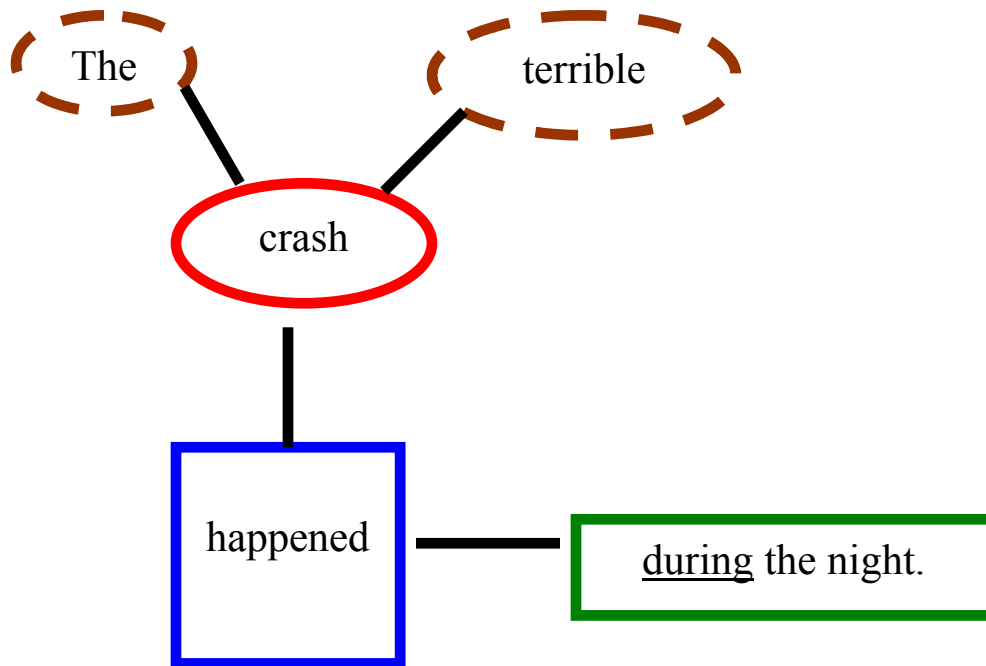 The
terrible
crash
happened
during the night.